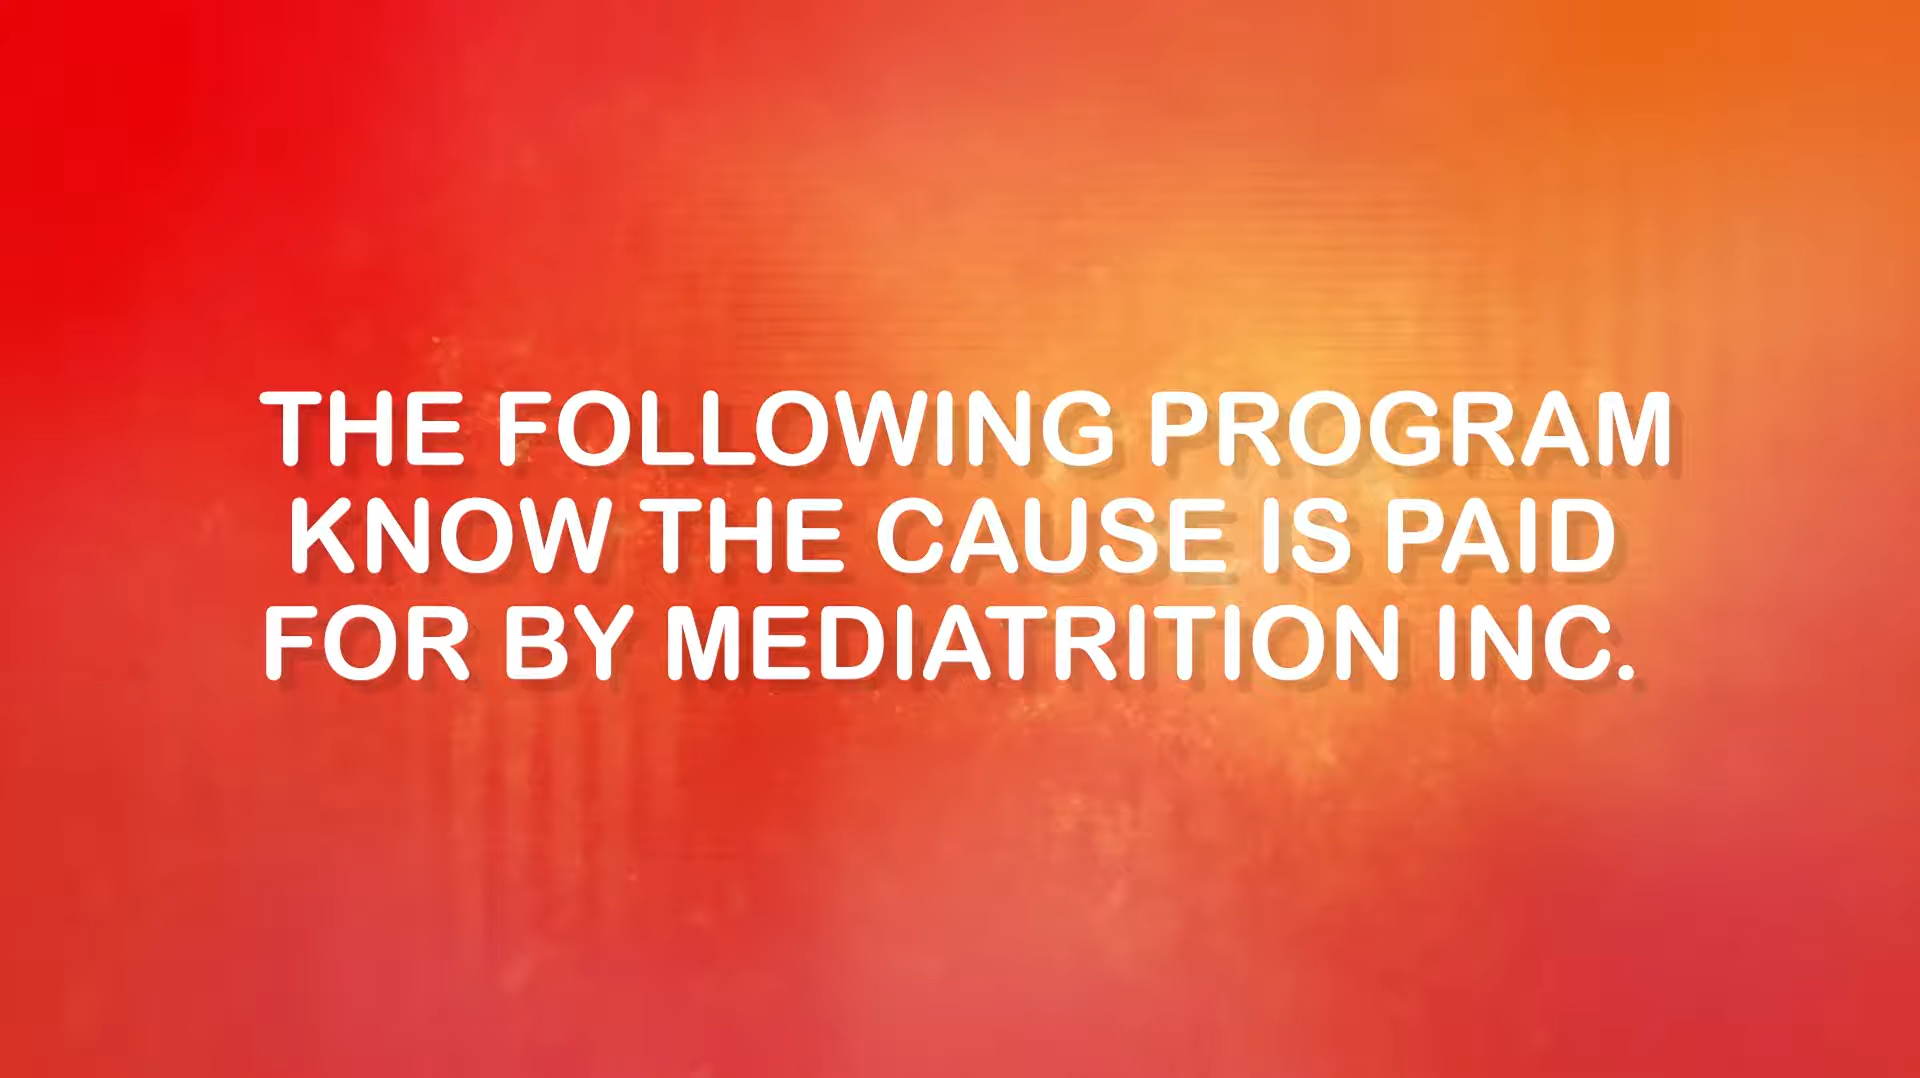 THE FOLLOWING PROGRAM
KNOW THE CAUSE IS PAID
FOR BY MEDIATRITION INC.